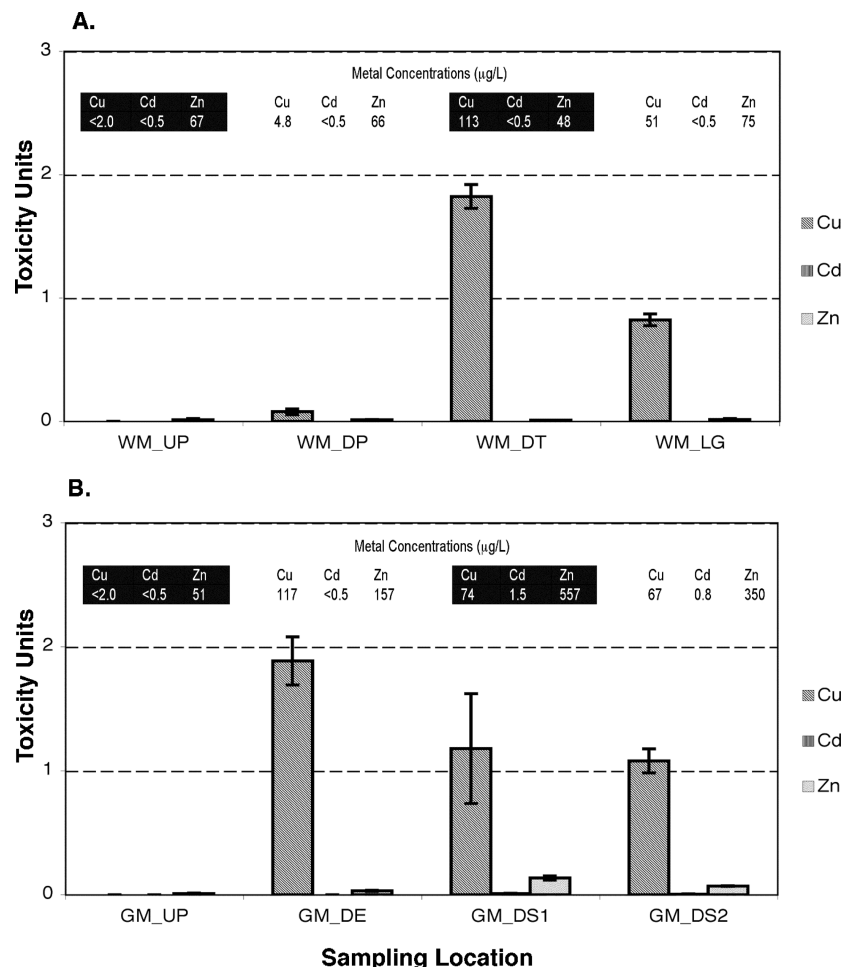 A.
3
Metal Concentrations (µg/L)
Cu Cd Zn Cu Cd Zn Cu Cd Zn Cu Cd Zn
<2.0 <0.5 67 4.8 <0.5 66 113 <0.5 48 51 <0.5 75
2
Toxicity Units
Cu
Cd
1
Zn
0
WM_UP WM_DP WM_DT WM_LG
B.
3
Metal Concentrations (µg/L)
Cu Cd Zn Cu Cd Zn Cu Cd Zn Cu Cd Zn
<2.0 <0.5 51 117 <0.5 157 74 1.5 557 67 0.8 350
2
Toxicity Units
Cu
Cd
1
Zn
0
GM_UP GM_DE GM_DS1 GM_DS2
Sampling Location